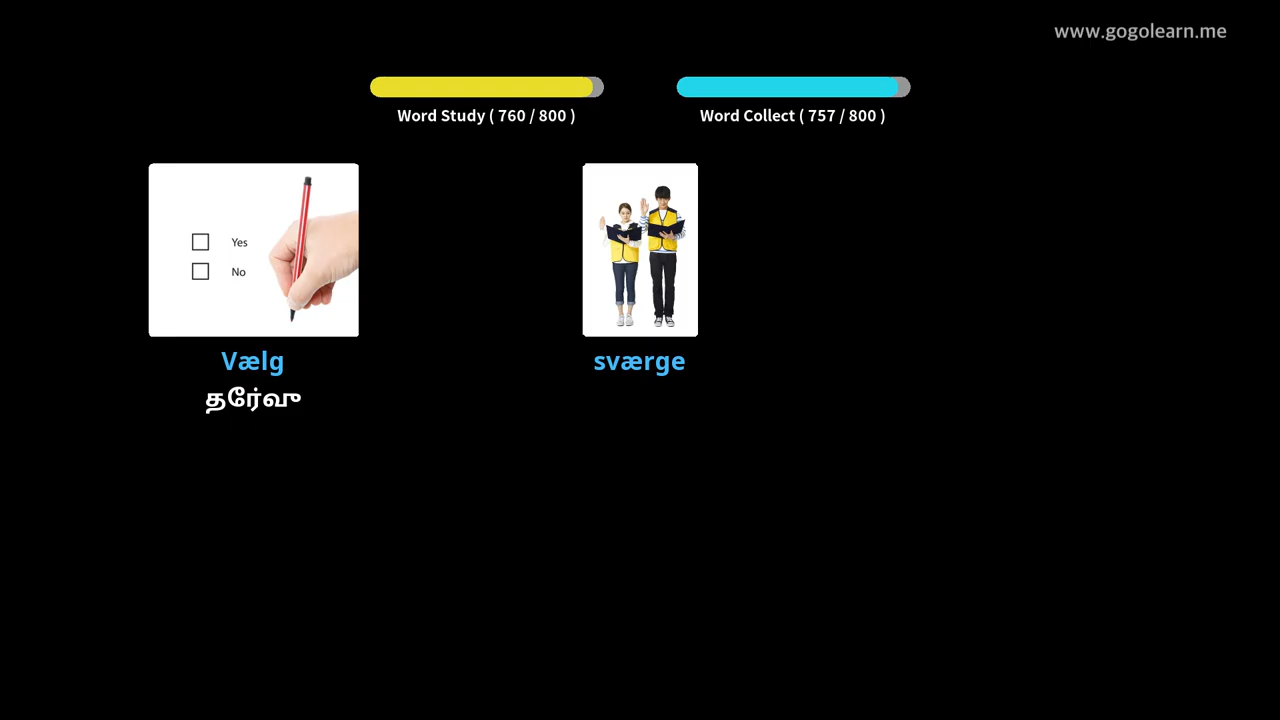 www.gogolearn.me
Word Study ( 760 / 800 )
Word Collect ( 757 / 800 )
Yes
No
Vælg
sværge
தேர்வு